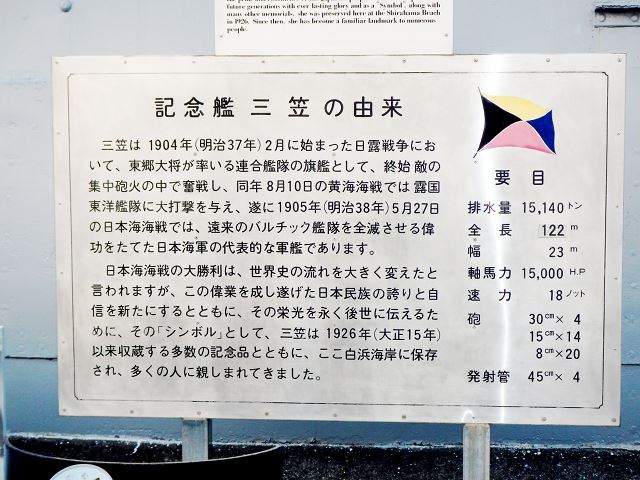 future generations with ever lasting glory and as a "Symbol", along with
many other memorials, she was preserved here at the Shirahama Beach
in 1926. Since then, she has become a familiar landmark to numerous
people.
記念艦 三 笠 の由来
三笠は 1904年(明治37年) 2月に始まった日露戦争にお
いて、東郷大将が率いる連合艦隊の旗艦として、終始 敵の
集中砲火の中で奮戦し、同年 8月10日の黄海海戦では 露国
東洋艦隊に大打撃を与え、遂に1905年(明治38年) 5月27日
の日本海海戦では、遠来のバルチック艦隊を全滅させる偉
功をたてた日本海軍の代表的な軍艦であります。
日本海海戦の大勝利は、世界史の流れを大きく変えたと
言われますが、この偉業を成し遂げた日本民族の誇りと自
信を新たにするとともに、その栄光を永く後世に伝えるた
めに、その「シンボル」として、三笠は 1926年(大正15年)
以来収蔵する多数の記念品とともに、ここ白浜海岸に保存
され、多くの人に親しまれてきました。
要 目
排水量 15,140 トン
全 長 122 m
幅 23 m
軸馬力 15,000 H.P
速 力 18 ノット
砲 30cm× 4
15cm×14
8cm×20
発射管 45cm× 4